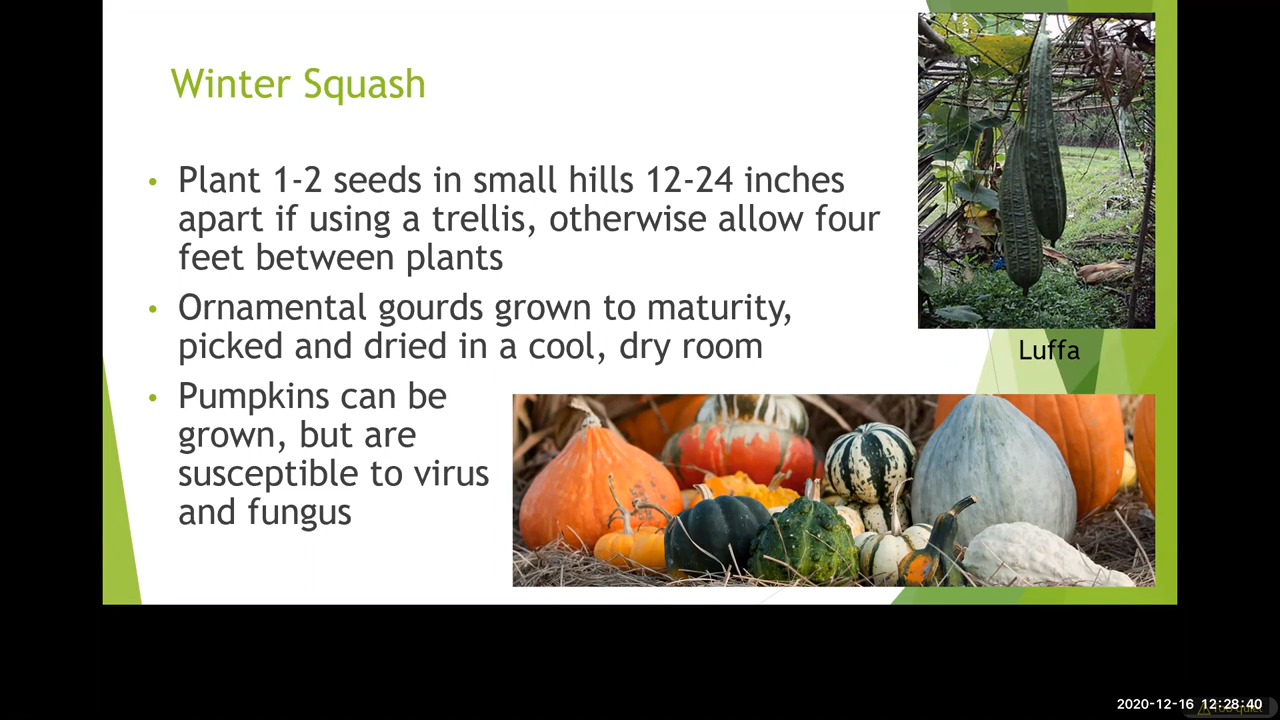 Winter Squash
• Plant 1-2 seeds in small hills 12-24 inches
apart if using a trellis, otherwise allow four
feet between plants
• Ornamental gourds grown to maturity,
picked and dried in a cool, dry room
• Pumpkins can be
grown, but are
susceptible to virus
and fungus
Luffa
2020-12-16 12:28:40